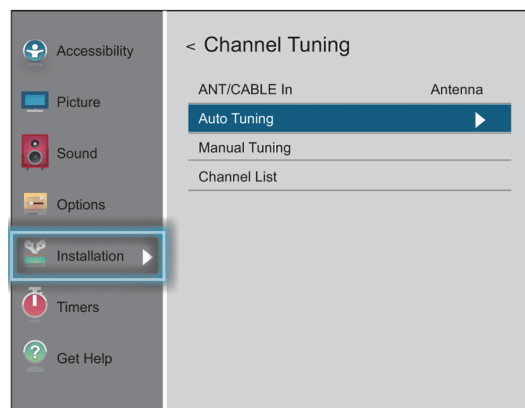 Accessibility
Picture
Sound
Options
Installation
Timers
? Get Help
< Channel Tuning
ANT/CABLE In Antenna
Auto Tuning
Manual Tuning
Channel List